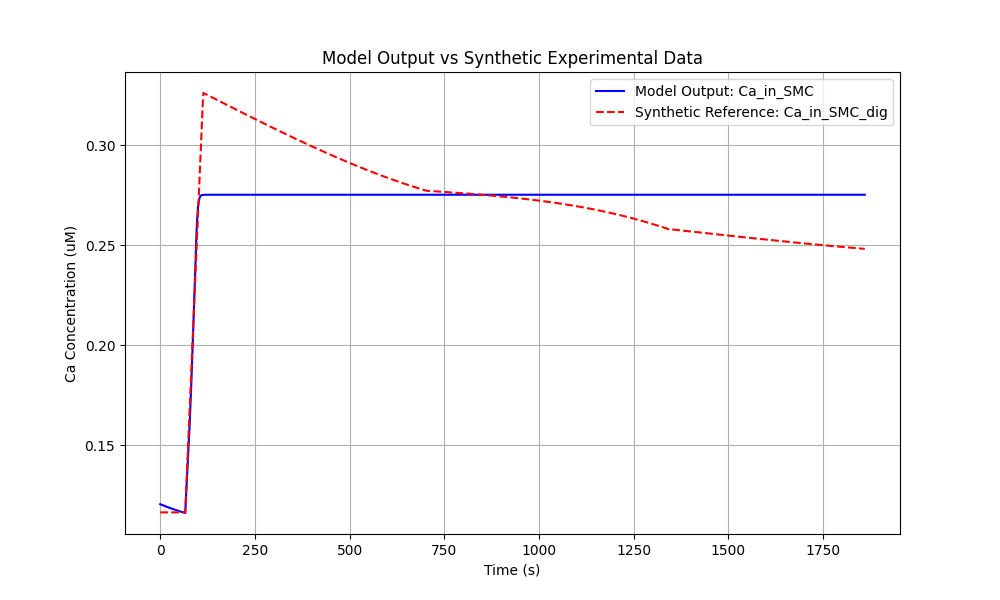 Model Output vs Synthetic Experimental Data
Model Output: Ca_in_SMC
Synthetic Reference: Ca_in_SMC_dig
Ca Concentration (uM)
0.30
0.25
0.20
0.15
0 250 500 750 1000 1250 1500 1750
Time (s)